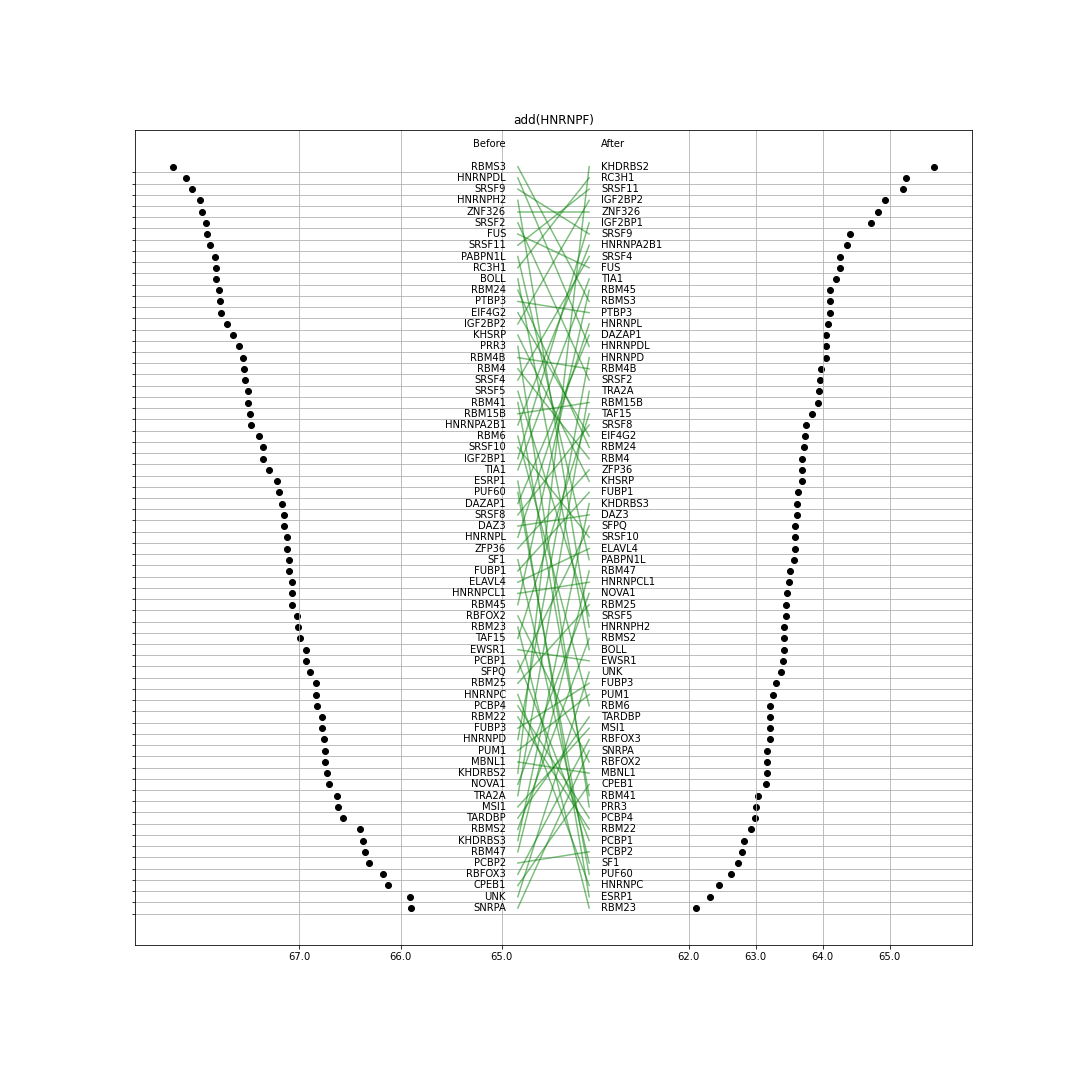 add(HNRNPF)
Before After
RBMS3 KHDRBS2
HNRNPDL RC3H1
SRSF9 SRSF11
HNRNPH2 IGF2BP2
ZNF326 ZNF326
SRSF2 IGF2BP1
FUS SRSF9
SRSF11 HNRNPA2B1
PABPN1L SRSF4
RC3H1 FUS
BOLL TIA1
RBM24 RBM45
PTBP3 RBMS3
EIF4G2 PTBP3
IGF2BP2 HNRNPL
KHSRP DAZAP1
PRR3 HNRNPDL
RBM4B HNRNPD
RBM4 RBM4B
SRSF4 SRSF2
SRSF5 TRA2A
RBM41 RBM15B
RBM15B TAF15
HNRNPA2B1 SRSF8
RBM6 EIF4G2
SRSF10 RBM24
IGF2BP1 RBM4
TIA1 ZFP36
ESRP1 KHSRP
PUF60 FUBP1
DAZAP1 KHDRBS3
SRSF8 DAZ3
DAZ3 SFPQ
HNRNPL SRSF10
ZFP36 ELAVL4
SF1 PABPN1L
FUBP1 RBM47
ELAVL4 HNRNPCL1
HNRNPCL1 NOVA1
RBM45 RBM25
RBFOX2 SRSF5
RBM23 HNRNPH2
TAF15 RBMS2
EWSR1 BOLL
PCBP1 EWSR1
SFPQ UNK
RBM25 FUBP3
HNRNPC PUM1
PCBP4 RBM6
RBM22 TARDBP
FUBP3 MSI1
HNRNPD RBFOX3
PUM1 SNRPA
MBNL1 RBFOX2
KHDRBS2 MBNL1
NOVA1 CPEB1
TRA2A RBM41
MSI1 PRR3
TARDBP PCBP4
RBMS2 RBM22
KHDRBS3 PCBP1
RBM47 PCBP2
PCBP2 SF1
RBFOX3 PUF60
CPEB1 HNRNPC
UNK ESRP1
SNRPA RBM23
67.0 66.0 65.0 62.0 63.0 64.0 65.0